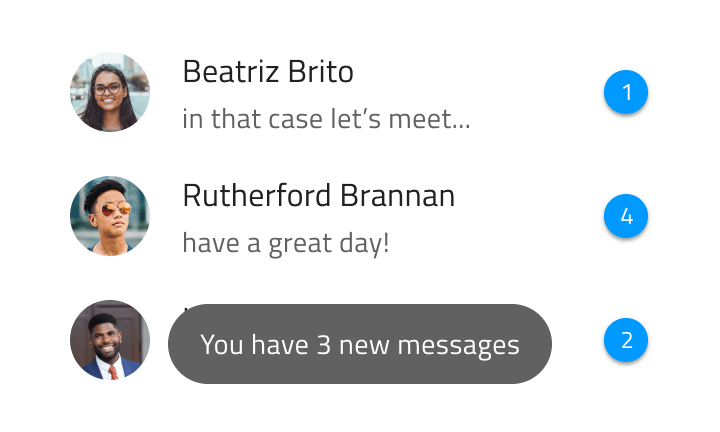 Beatriz Brito
1
in that case let’s meet...
Rutherford Brannan
4
have a great day!
You have 3 new messages
2